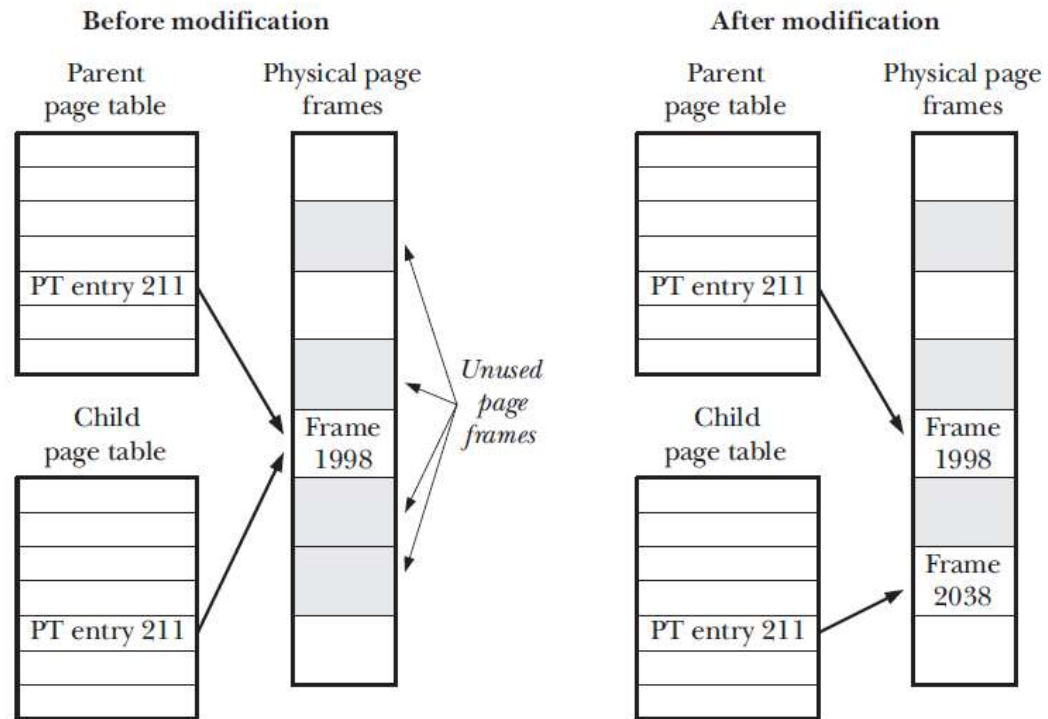 Before modification
Parent
page table
Physical page
frames
PT entry 211
Child
page table
PT entry 211
Frame
1998
Unused
page
frames
After modification
Parent
page table
Physical page
frames
PT entry 211
Child
page table
PT entry 211
Frame
1998
Frame
2038